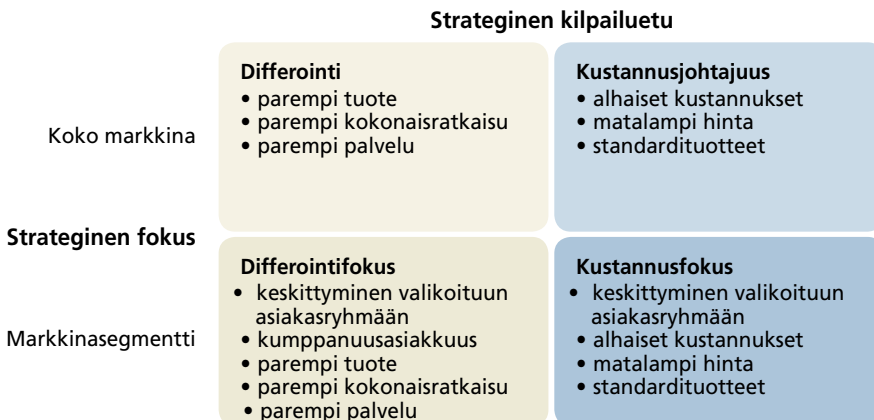 Strateginen kilpailuetu
Koko markkina
Differointi
• parempi tuote
• parempi kokonaisratkaisu
• parempi palvelu
Kustannusjohtajuus
• alhaiset kustannukset
• matalampi hinta
• standardituotteet
Strateginen fokus
Markkinasegmentti
Differointifokus
• keskittyminen valikoituun
asiakasryhmään
• kumppanuusasiakkuus
• parempi tuote
• parempi kokonaisratkaisu
• parempi palvelu
Kustannusfokus
• keskittyminen valikoituun
asiakasryhmään
• alhaiset kustannukset
• matalampi hinta
• standardituotteet